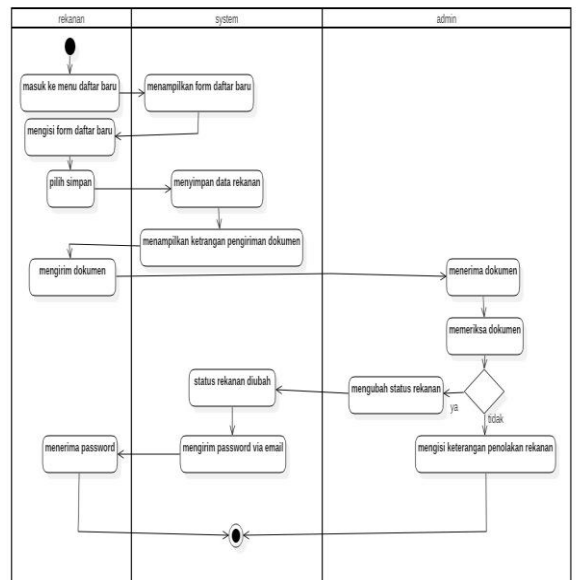 rekanan
system
admin
masuk ke menu daftar baru
menampilkan form daftar baru
mengisi form daftar baru
pilih simpan
menyimpan data rekanan
menampilkan ketrangan pengiriman dokumen
mengirim dokumen
menerima dokumen
memeriksa dokumen
status rekanan diubah
mengubah status rekanan
ya
tidak
menerima password
mengirim password via email
mengisi keterangan penolakan rekanan